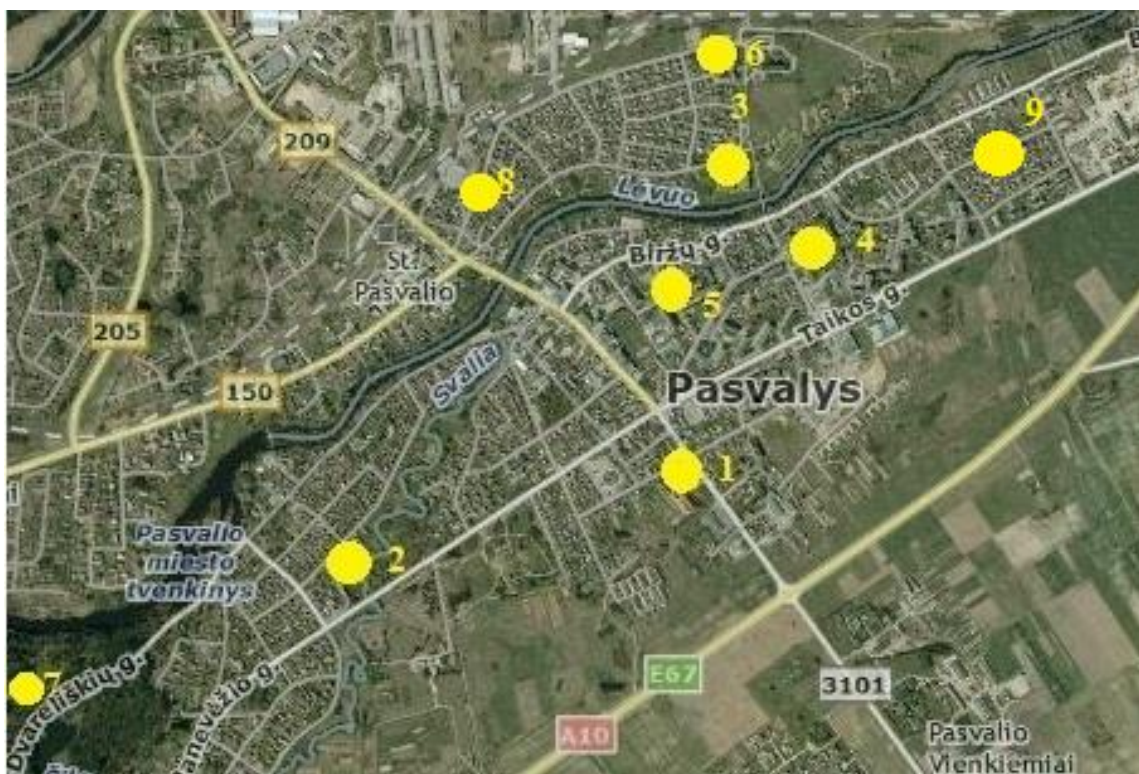 6
3
209
9
8
Lėvuo
Biržų g.
4
St.
Pasvalio
5
205
Taikos g.
Svalia
150
Pasvalys
1
Pasvalio
miesto
tvenkinys
2
E67
7
3101
Dvareliškių g.
Panevėžio g.
A10
Pasvalio
Vienkiemiai